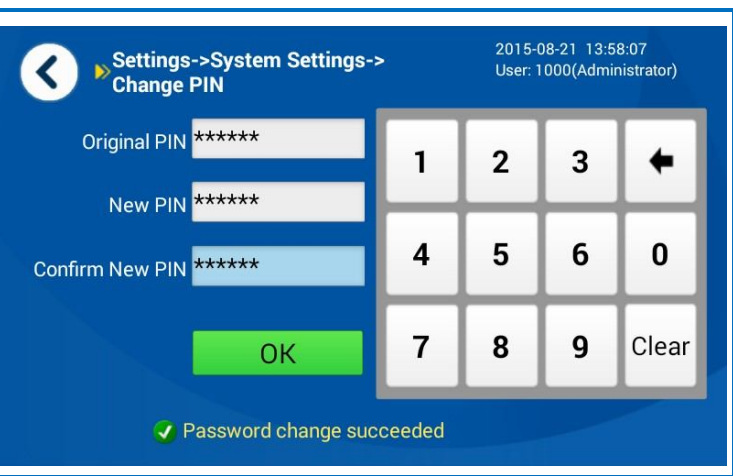 Settings->System Settings->
Change PIN
2015-08-21 13:58:07
User: 1000(Administrator)
Original PIN ******
New PIN ******
Confirm New PIN ******
OK
1 2 3
4 5 6 0
7 8 9 Clear
Password change succeeded